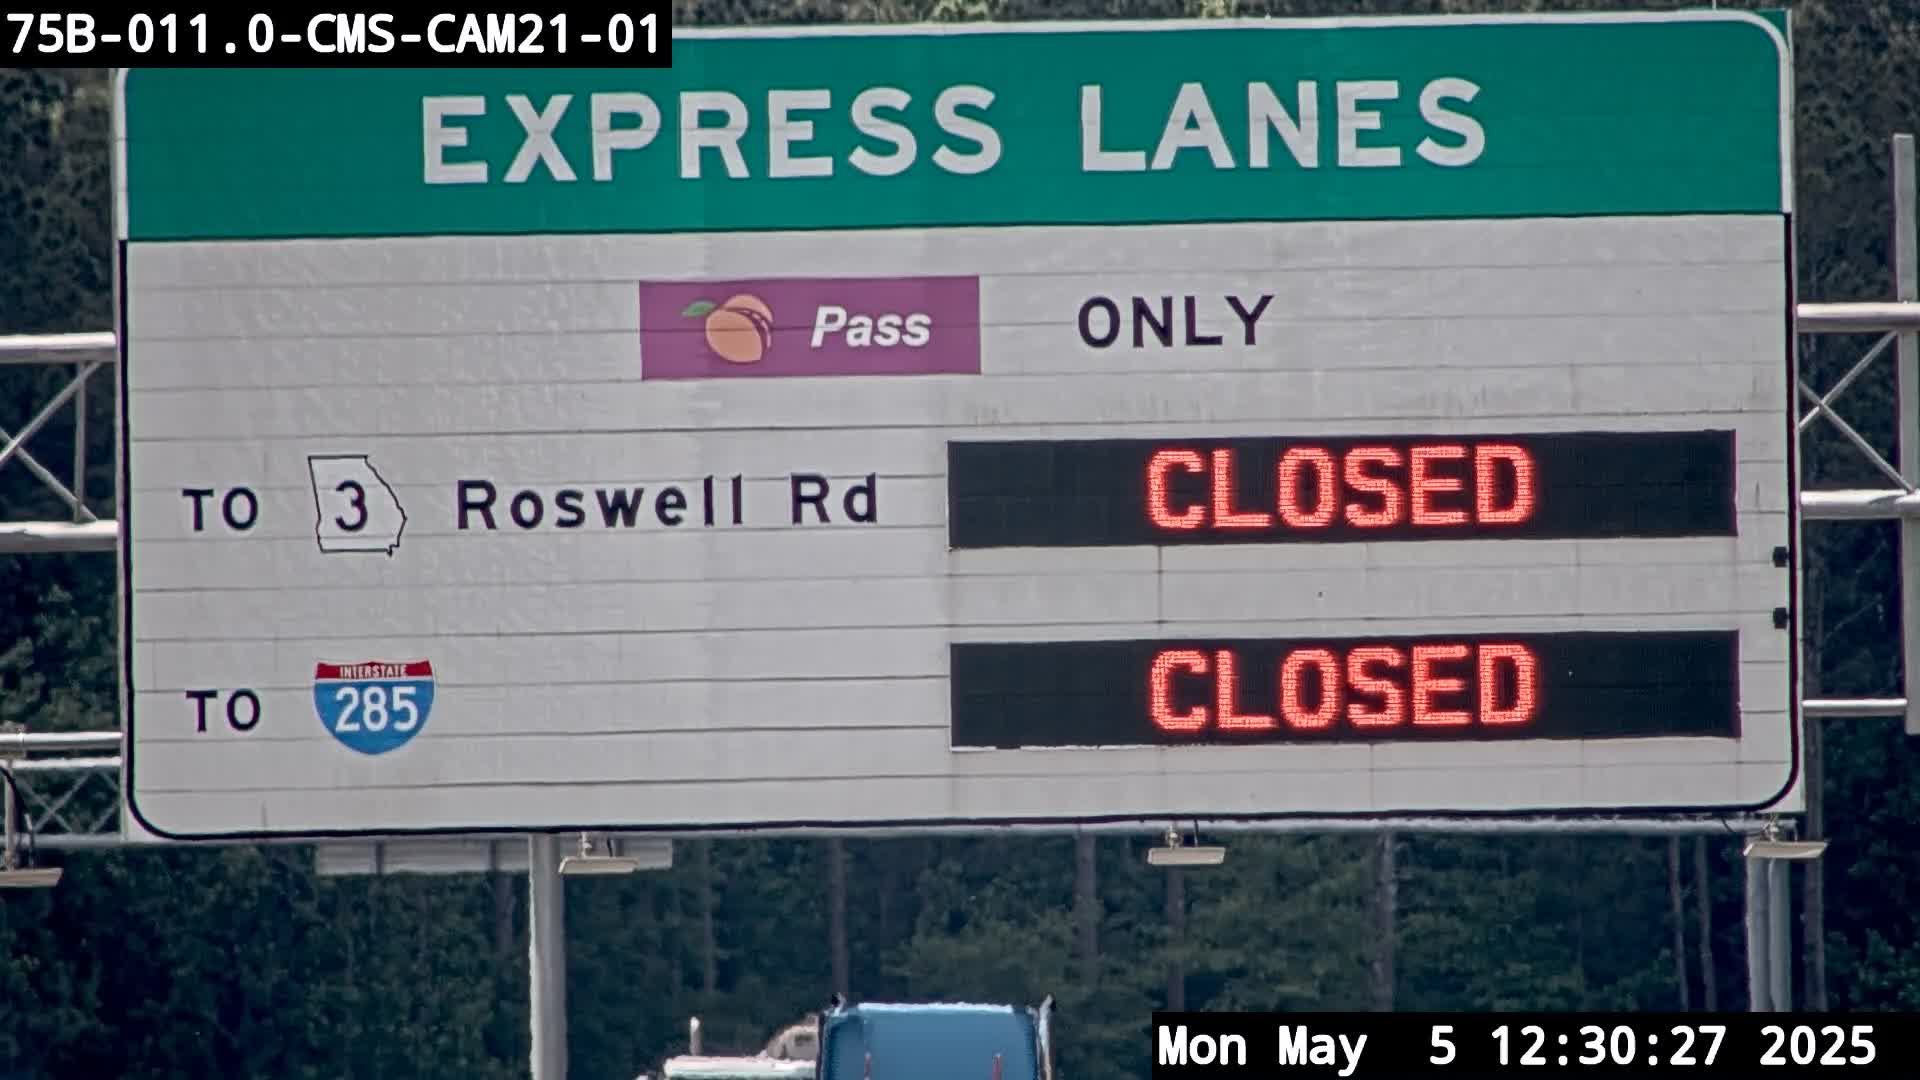 75B-011.0-CMS-CAM21-01
EXPRESS LANES
Pass ONLY
TO 3 Roswell Rd CLOSED
TO INTERSTATE 285 CLOSED
Mon May 5 12:30:27 2025